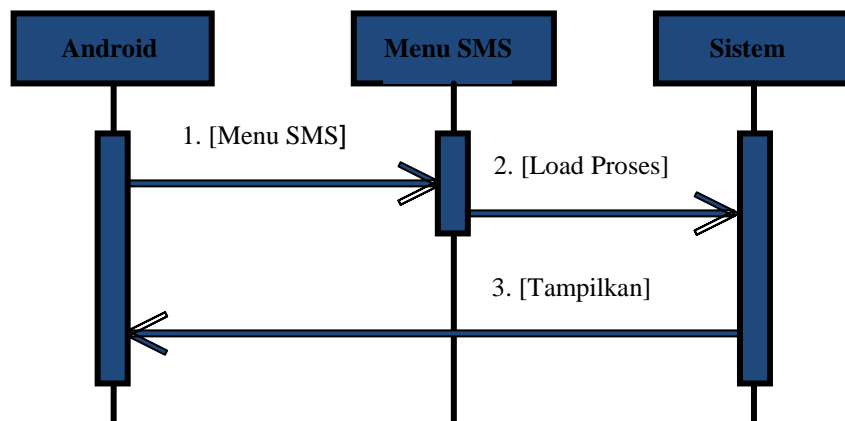 Android
Menu SMS
Sistem
1. [Menu SMS]
2. [Load Proses]
3. [Tampilkan]